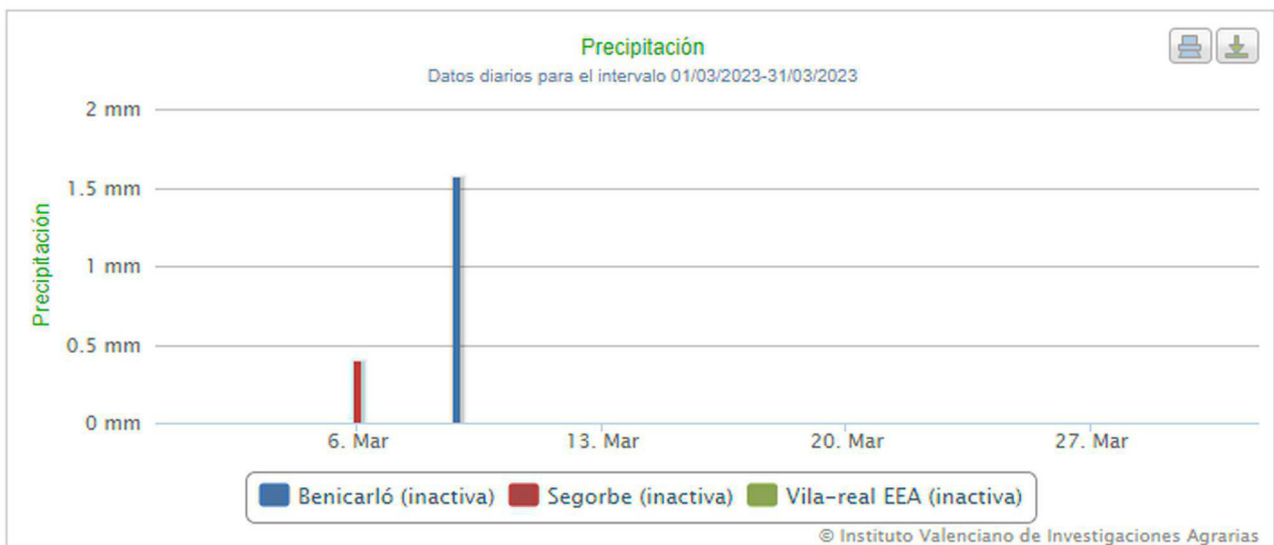 Precipitación
Datos diarios para el intervalo 01/03/2023-31/03/2023
Precipitación
2 mm
1.5 mm
1 mm
0.5 mm
0 mm
6. Mar 13. Mar 20. Mar 27. Mar
Benicarló (inactiva) Segorbe (inactiva) Vila-real EEA (inactiva)
© Instituto Valenciano de Investigaciones Agrarias